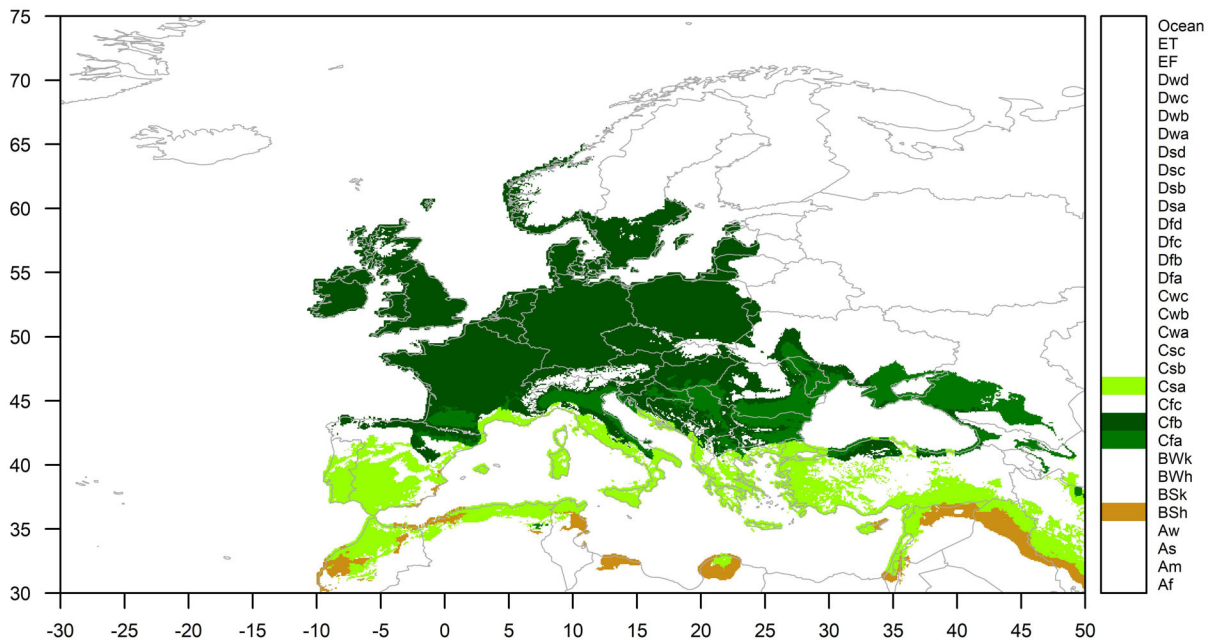 75
70
65
60
55
50
45
40
35
30
-30 -25 -20 -15 -10 -5 0 5 10 15 20 25 30 35 40 45 50
Ocean
ET
EF
Dwd
Dwc
Dwb
Dwa
Dsd
Dsc
Dsb
Dsa
Dfd
Dfc
Dfb
Dfa
Cwc
Cwb
Cwa
Csc
Csb
Csa
Cfc
Cfb
Cfa
BWk
BWh
BSk
BSh
Aw
As
Am
Af